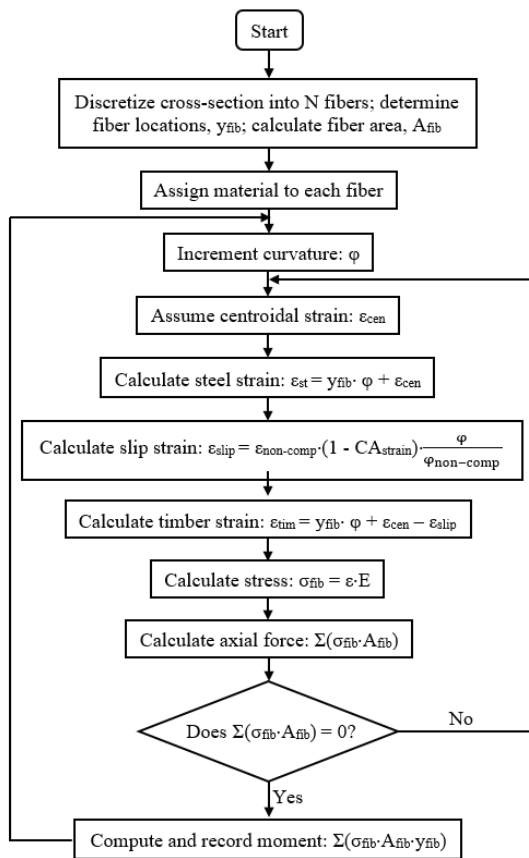 Start
Discretize cross-section into N fibers; determine
fiber locations, yfib; calculate fiber area, Afib
Assign material to each fiber
Increment curvature: φ
Assume centroidal strain: εcen
Calculate steel strain: εst = yfib· φ + εcen
Calculate slip strain: εslip = εnon-comp·(1 - CAstrain)·φ/φnon−comp
Calculate timber strain: εtim = yfib· φ + εcen – εslip
Calculate stress: σfib = ε·E
Calculate axial force: Σ(σfib·Afib)
Does Σ(σfib·Afib) = 0?
No
Yes
Compute and record moment: Σ(σfib·Afib·yfib)